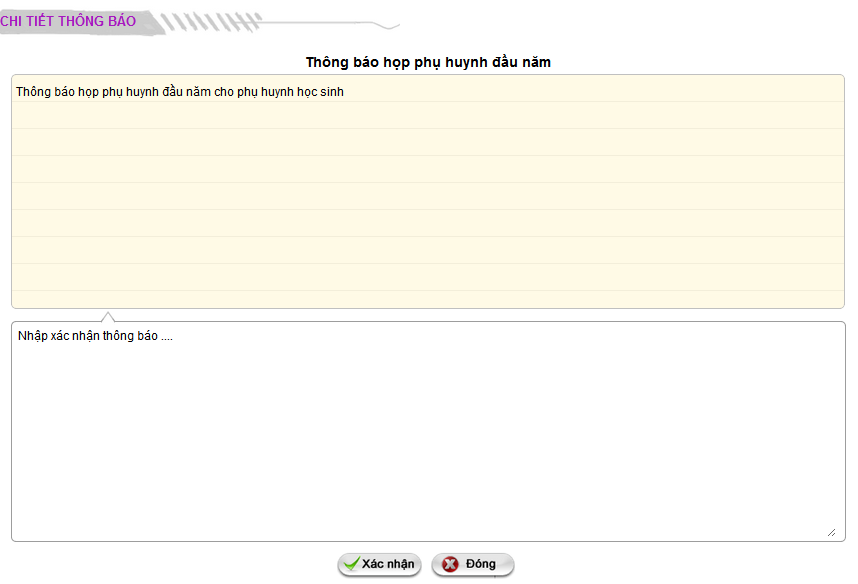 CHI TIẾT THÔNG BÁO
Thông báo họp phụ huynh đầu năm
Thông báo họp phụ huynh đầu năm cho phụ huynh học sinh
Nhập xác nhận thông báo ....
Xác nhận
Đóng